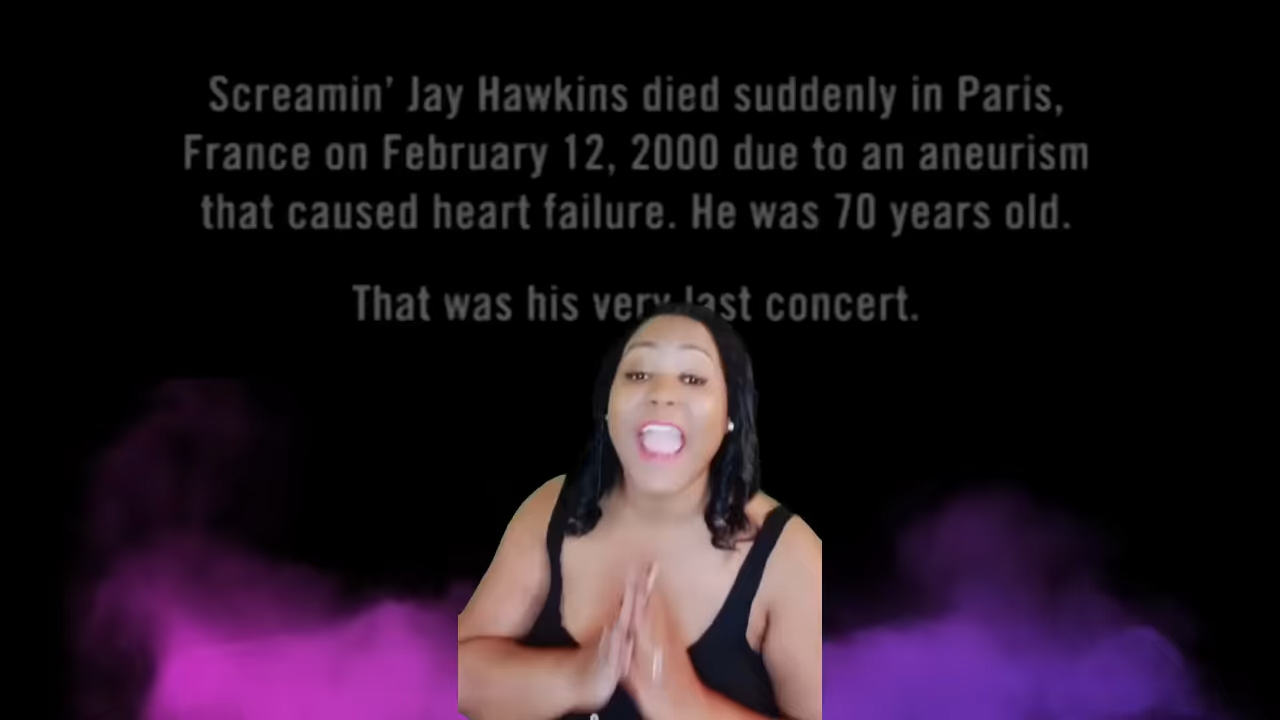 Screamin' Jay Hawkins died suddenly in Paris,
France on February 12, 2000 due to an aneurism
that caused heart failure. He was 70 years old.
That was his very last concert.